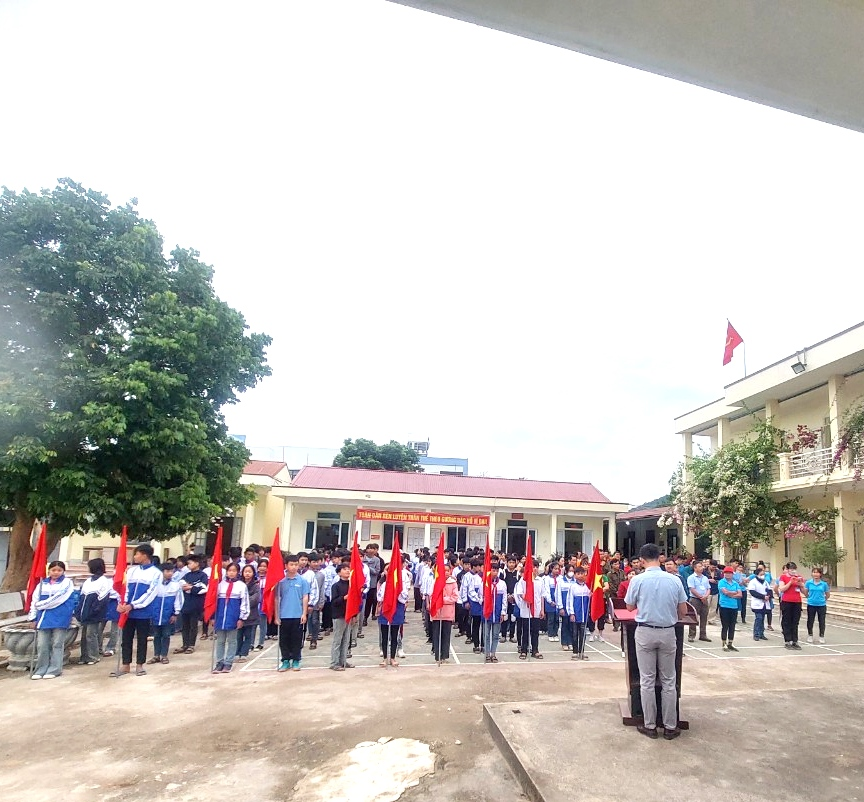 TOÀN DÂN RÈN LUYỆN THÂN THỂ THEO GƯƠNG BÁC HỒ VĨ ĐẠI